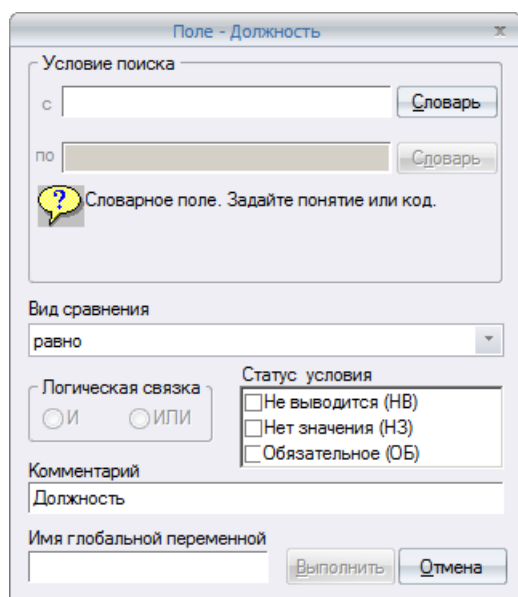 Поле - Должность
Условие поиска
с
Словарь
по
Словарь
Словарное поле. Задайте понятие или код.
Вид сравнения
равно
Логическая связка
И ИЛИ
Статус условия
Не выводится (НВ)
Нет значения (НЗ)
Обязательное (ОБ)
Комментарий
Должность
Имя глобальной переменной
Выполнить
Отмена